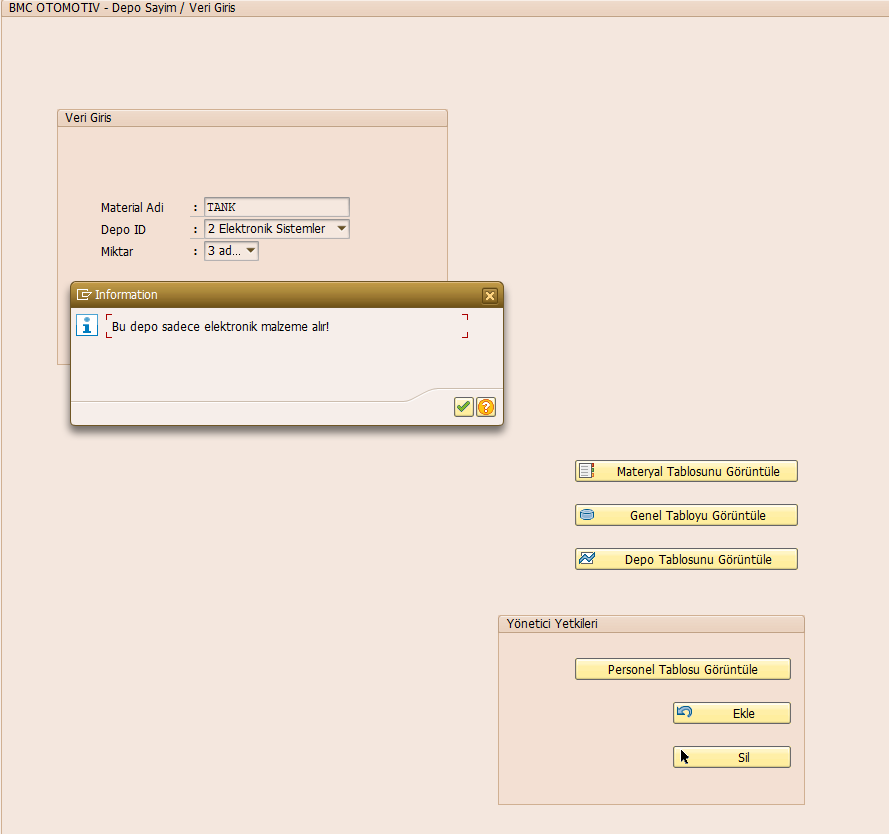 BMC OTOMOTIV - Depo Sayim / Veri Giris
Veri Giris
Material Adi : TANK
Depo ID : 2 Elektronik Sistemler
Miktar : 3 ad...
Information
Bu depo sadece elektronik malzeme alır!
Materyal Tablosunu Görüntüle
Genel Tabloyu Görüntüle
Depo Tablosunu Görüntüle
Yönetici Yetkileri
Personel Tablosu Görüntüle
Ekle
Sil